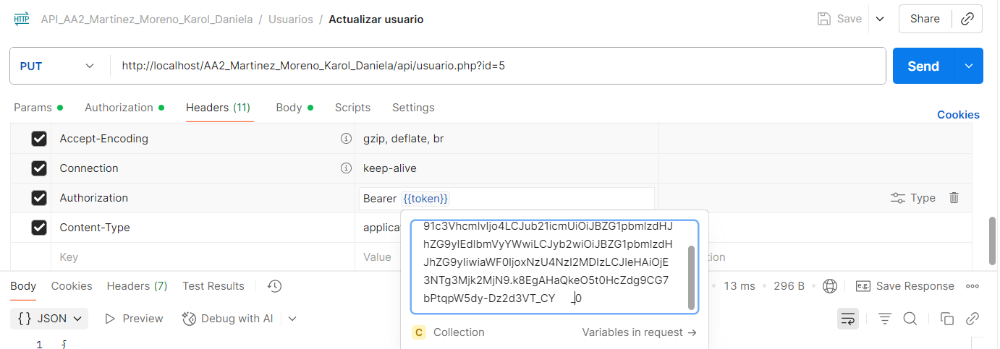 HTTP API_AA2_Martinez_Moreno_Karol_Daniela / Usuarios / Actualizar usuario Save Share
PUT http://localhost/AA2_Martinez_Moreno_Karol_Daniela/api/usuario.php?id=5 Send
Params Authorization Headers (11) Body Scripts Settings Cookies
Accept-Encoding gzip, deflate, br
Connection keep-alive
Authorization Bearer {{token}} Type
Content-Type applica
Key Value tion
91c3VhcmlvIjo4LCJub21icmUiOiJBZG1pbmlzdHJ
hZG9yIEdlbmVyYWwiLCJyb2wiOiJBZG1pbmlzdH
JhZG9yIiwiaWF0IjoxNzU4NzI2MDIzLCJleHAiOjE
3NTg3Mjk2MjN9.k8EgAHaQkeO5t0HcZdg9CG7
bPtqpW5dy-Dz2d3VT_CY _0
C Collection Variables in request →
Body Cookies Headers (7) Test Results 13 ms 296 B e.g. Save Response
{} JSON Preview Debug with AI
1 {